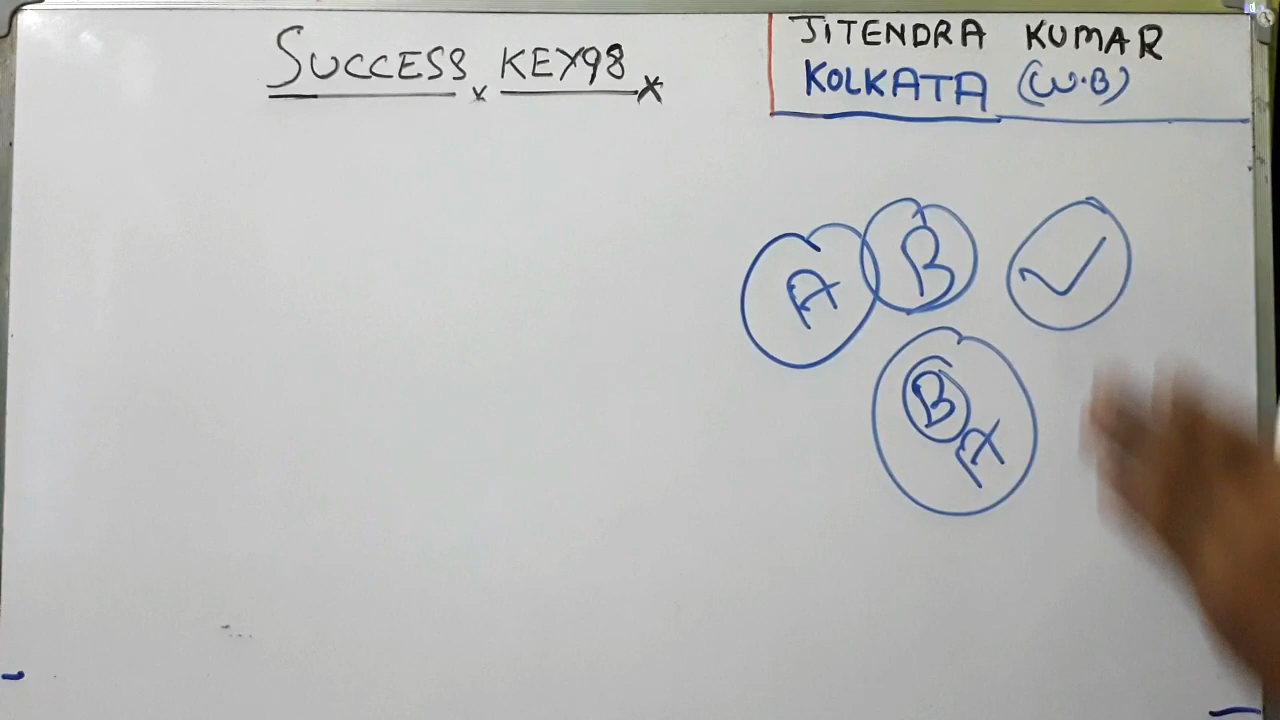 SUCCESS KEY98
JITENDRA KUMAR
KOLKATA (W.B)
A B
B
A